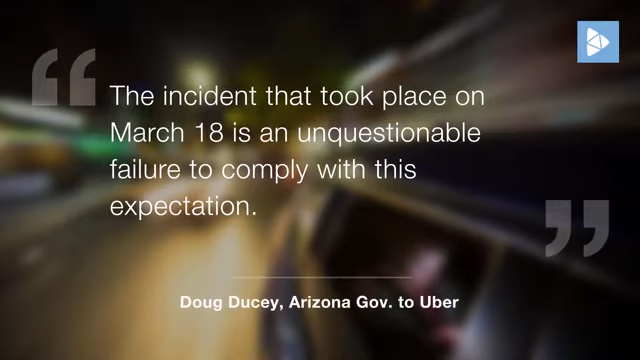 The incident that took place on
March 18 is an unquestionable
failure to comply with this
expectation.
Doug Ducey, Arizona Gov. to Uber